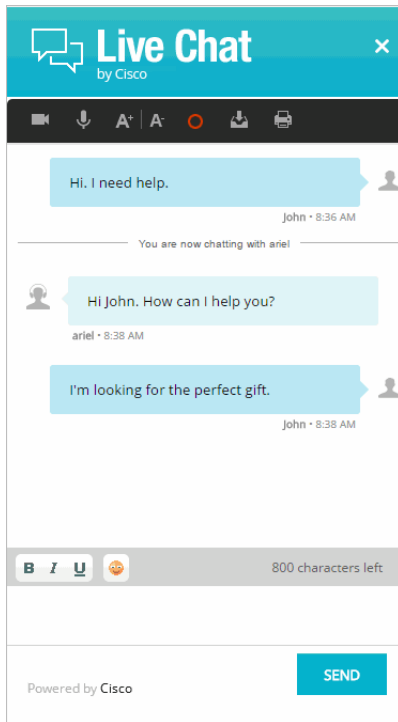 Live Chat
by Cisco
A+ A-
Hi. I need help.
John • 8:36 AM
You are now chatting with ariel
Hi John. How can I help you?
ariel • 8:38 AM
I'm looking for the perfect gift.
John • 8:38 AM
B I U 800 characters left
SEND
Powered by Cisco